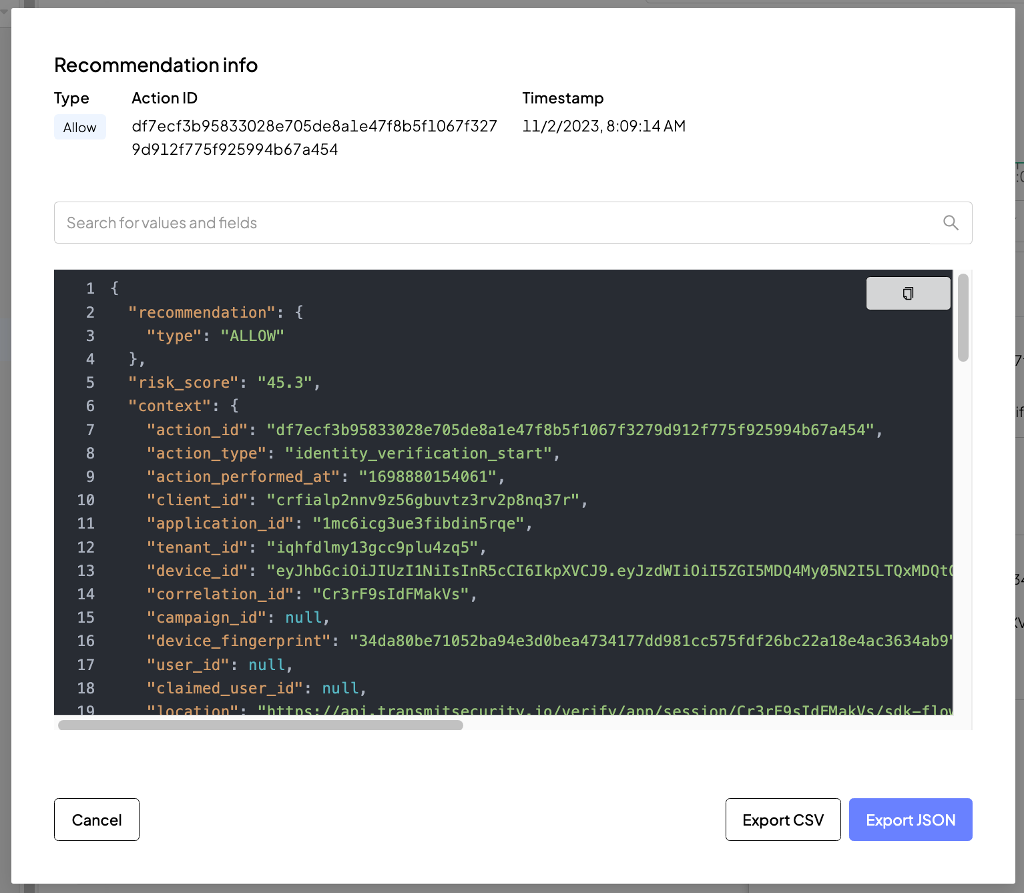 Recommendation info
Type Action ID Timestamp
Allow df7ecf3b95833028e705de8a1e47f8b5f1067f327 11/2/2023, 8:09:14 AM
9d912f775f925994b67a454
Search for values and fields
1 {
2 "recommendation": {
3 "type": "ALLOW"
4 },
5 "risk_score": "45.3",
6 "context": {
7 "action_id": "df7ecf3b95833028e705de8a1e47f8b5f1067f3279d912f775f925994b67a454",
8 "action_type": "identity_verification_start",
9 "action_performed_at": "1698880154061",
10 "client_id": "crfialp2nnv9z56gbuvtz3rv2p8nq37r",
11 "application_id": "1mc6icg3ue3fibdin5rqe",
12 "tenant_id": "iqhfdlmy13gcc9plu4zq5",
13 "device_id": "eyJhbGciOiJIUzI1NiIsInR5cCI6IkpXVCJ9.eyJzdWIiOiI5ZGI5MDQ4My05N2I5LTQxMDQt
14 "correlation_id": "Cr3rF9sIdFMakVs",
15 "campaign_id": null,
16 "device_fingerprint": "34da80be71052ba94e3d0bea4734177dd981cc575fdf26bc22a18e4ac3634ab9"
17 "user_id": null,
18 "claimed_user_id": null,
19 "location": "https://api.transmitsecurity.io/verify/app/session/Cr3rF9sIdFMakVs/sdk-flow
Cancel Export CSV Export JSON